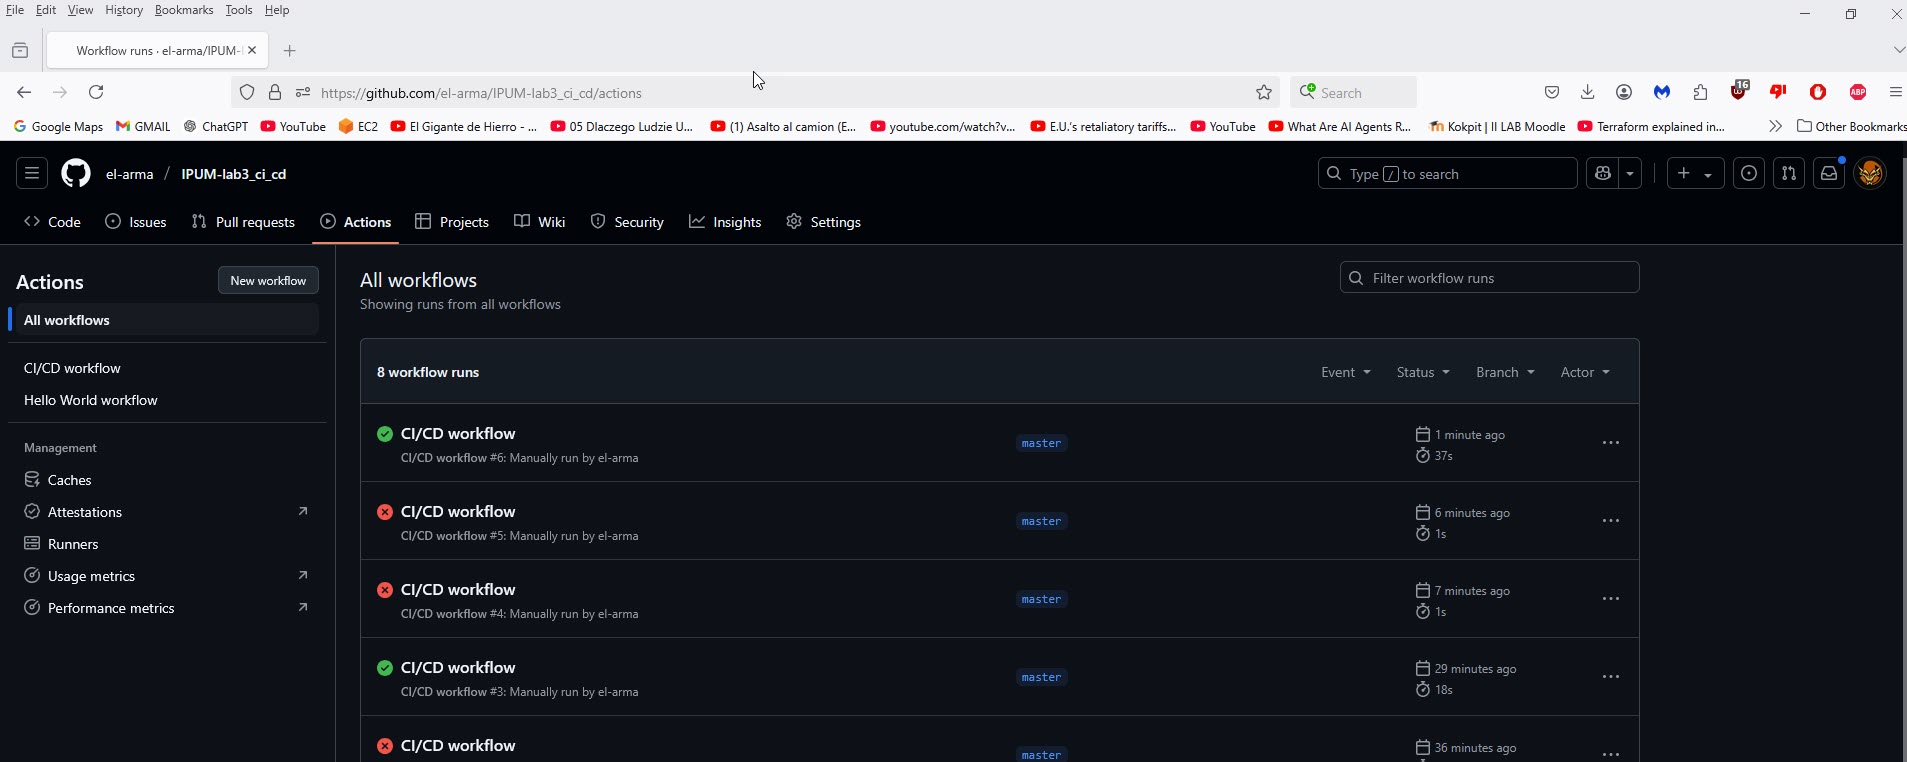 File Edit View History Bookmarks Tools Help
Workflow runs · el-arma/IPUM-
https://github.com/el-arma/IPUM-lab3_ci_cd/actions
Search
16
ABP
Google Maps GMAIL ChatGPT YouTube EC2 El Gigante de Hierro - ... 05 Dlaczego Ludzie U... (1) Asalto al camion (E... youtube.com/watch?v... E.U.'s retaliatory tariffs... YouTube What Are AI Agents R... Kokpit | II LAB Moodle Terraform explained in... Other Bookmarks
el-arma / IPUM-lab3_ci_cd
Type / to search
Code Issues Pull requests Actions Projects Wiki Security Insights Settings
Actions
New workflow
All workflows
CI/CD workflow
Hello World workflow
Management
Caches
Attestations
Runners
Usage metrics
Performance metrics
All workflows
Showing runs from all workflows
Filter workflow runs
8 workflow runs
Event Status Branch Actor
CI/CD workflow
CI/CD workflow #6: Manually run by el-arma
master
1 minute ago
37s
CI/CD workflow
CI/CD workflow #5: Manually run by el-arma
master
6 minutes ago
1s
CI/CD workflow
CI/CD workflow #4: Manually run by el-arma
master
7 minutes ago
1s
CI/CD workflow
CI/CD workflow #3: Manually run by el-arma
master
29 minutes ago
18s
CI/CD workflow
master
36 minutes ago